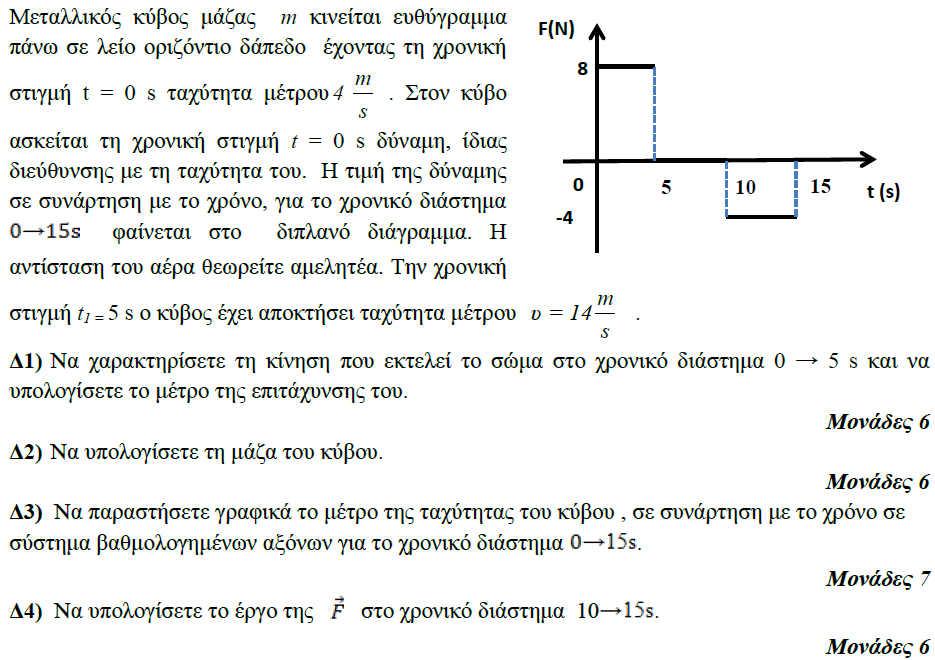 Μεταλλικός κύβος μάζας m κινείται ευθύγραμμα
πάνω σε λείο οριζόντιο δάπεδο έχοντας τη χρονική
στιγμή t = 0 s ταχύτητα μέτρου 4 m/s . Στον κύβο
ασκείται τη χρονική στιγμή t = 0 s δύναμη, ίδιας
διεύθυνσης με τη ταχύτητα του. Η τιμή της δύναμης
σε συνάρτηση με το χρόνο, για το χρονικό διάστημα
0→15s φαίνεται στο διπλανό διάγραμμα. Η
αντίσταση του αέρα θεωρείτε αμελητέα. Την χρονική
στιγμή t1 = 5 s ο κύβος έχει αποκτήσει ταχύτητα μέτρου υ = 14 m/s .
F(N)
8
0
5
10
15
t (s)
-4
Δ1) Να χαρακτηρίσετε τη κίνηση που εκτελεί το σώμα στο χρονικό διάστημα 0 → 5 s και να
υπολογίσετε το μέτρο της επιτάχυνσης του.
Μονάδες 6
Δ2) Να υπολογίσετε τη μάζα του κύβου.
Μονάδες 6
Δ3) Να παραστήσετε γραφικά το μέτρο της ταχύτητας του κύβου , σε συνάρτηση με το χρόνο σε
σύστημα βαθμολογημένων αξόνων για το χρονικό διάστημα 0→15s.
Μονάδες 7
Δ4) Να υπολογίσετε το έργο της F⃗ στο χρονικό διάστημα 10→15s.
Μονάδες 6